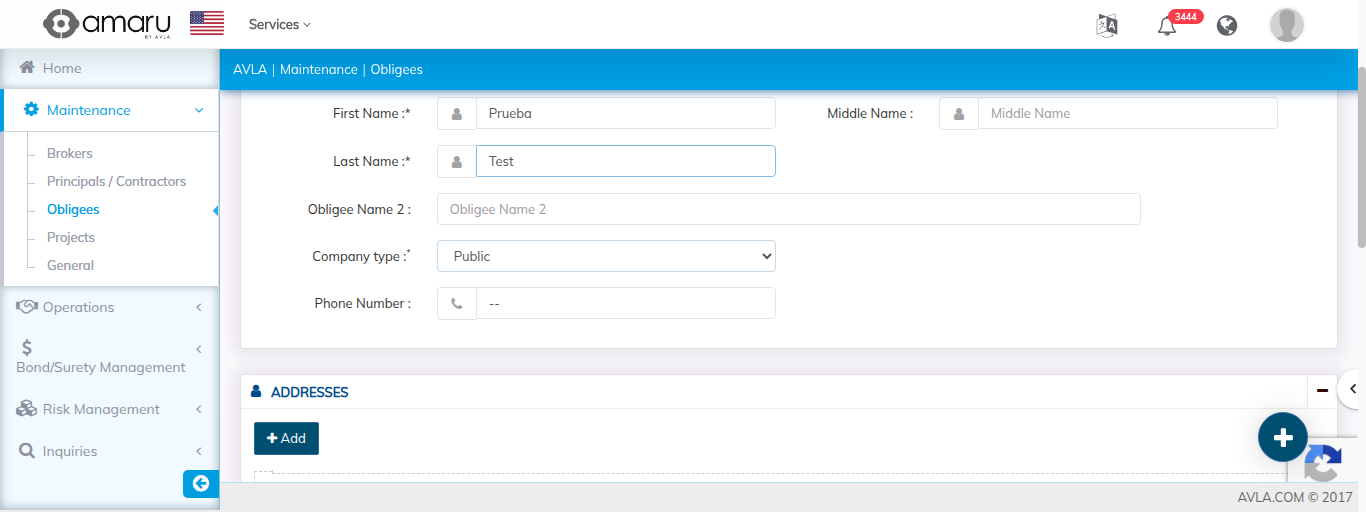 amaru
BY AVLA
Services
3444
A
Home
AVLA | Maintenance | Obligees
Maintenance
Brokers
Principals / Contractors
Obligees
Projects
General
Operations
Bond/Surety Management
Risk Management
Inquiries
First Name :* Prueba
Middle Name : Middle Name
Last Name :* Test
Obligee Name 2 : Obligee Name 2
Company type :* Public
Phone Number : --
ADDRESSES
+ Add
AVLA.COM © 2017